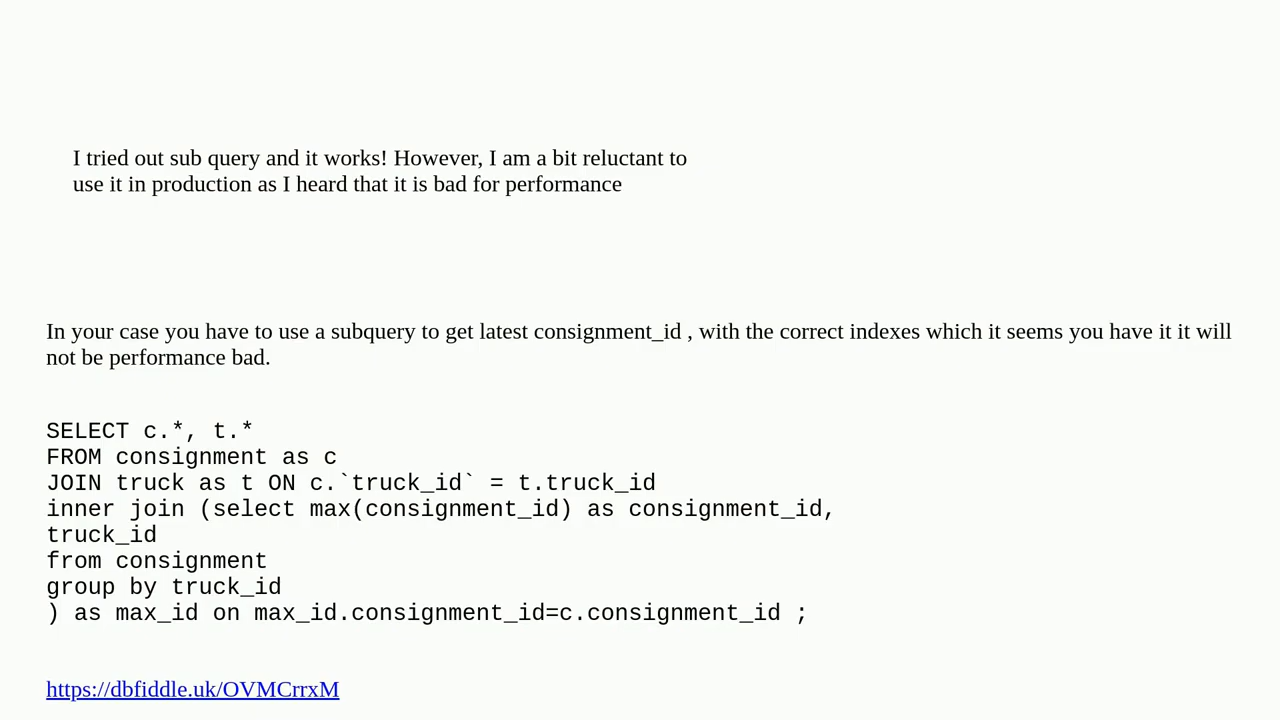 I tried out sub query and it works! However, I am a bit reluctant to
use it in production as I heard that it is bad for performance
In your case you have to use a subquery to get latest consignment_id , with the correct indexes which it seems you have it it will
not be performance bad.
SELECT c.*, t.*
FROM consignment as c
JOIN truck as t ON c.`truck_id` = t.truck_id
inner join (select max(consignment_id) as consignment_id,
truck_id
from consignment
group by truck_id
) as max_id on max_id.consignment_id=c.consignment_id ;
https://dbfiddle.uk/OVMCrrxM